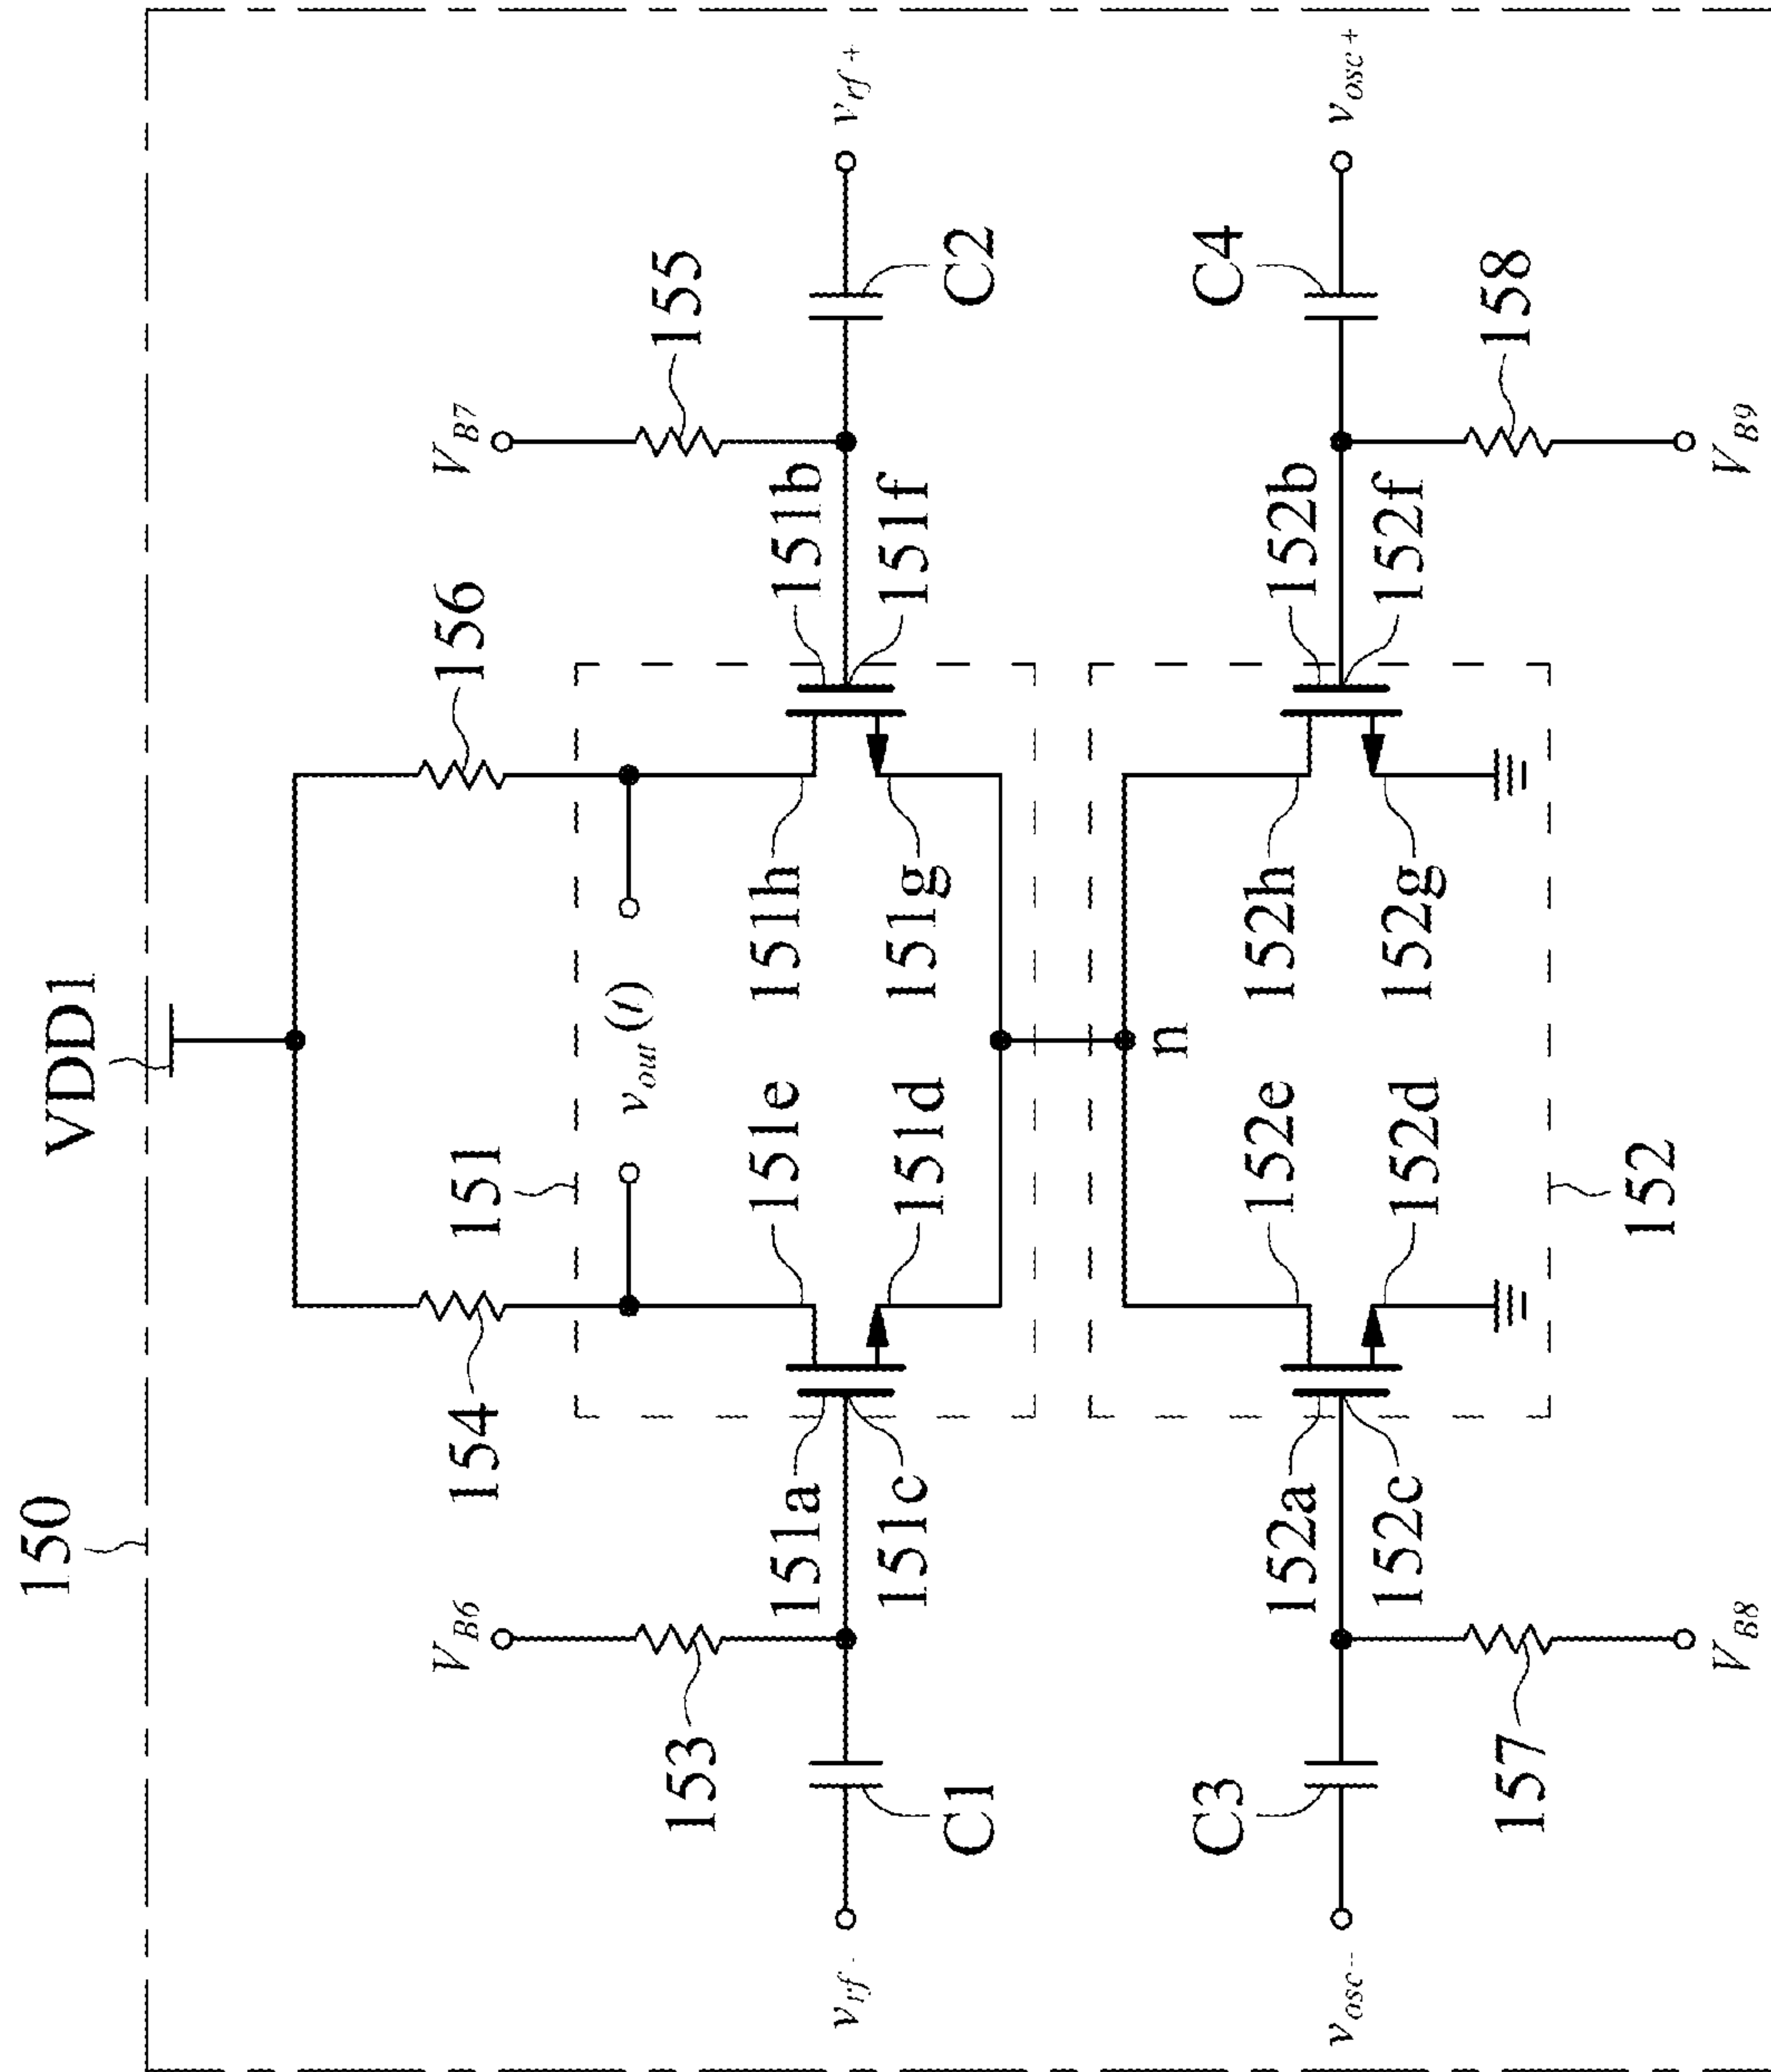 150
VDD1
154
151
156
V_B6
V_B7
153
155
v_out(t)
151a
151e
151h
151b
v_rf-
v_rf+
151c
151d
151g
151f
C1
C2
n
C3
C4
152a
152e
152h
152b
v_osc-
v_osc+
152c
152d
152g
152f
157
158
152
V_B8
V_B9